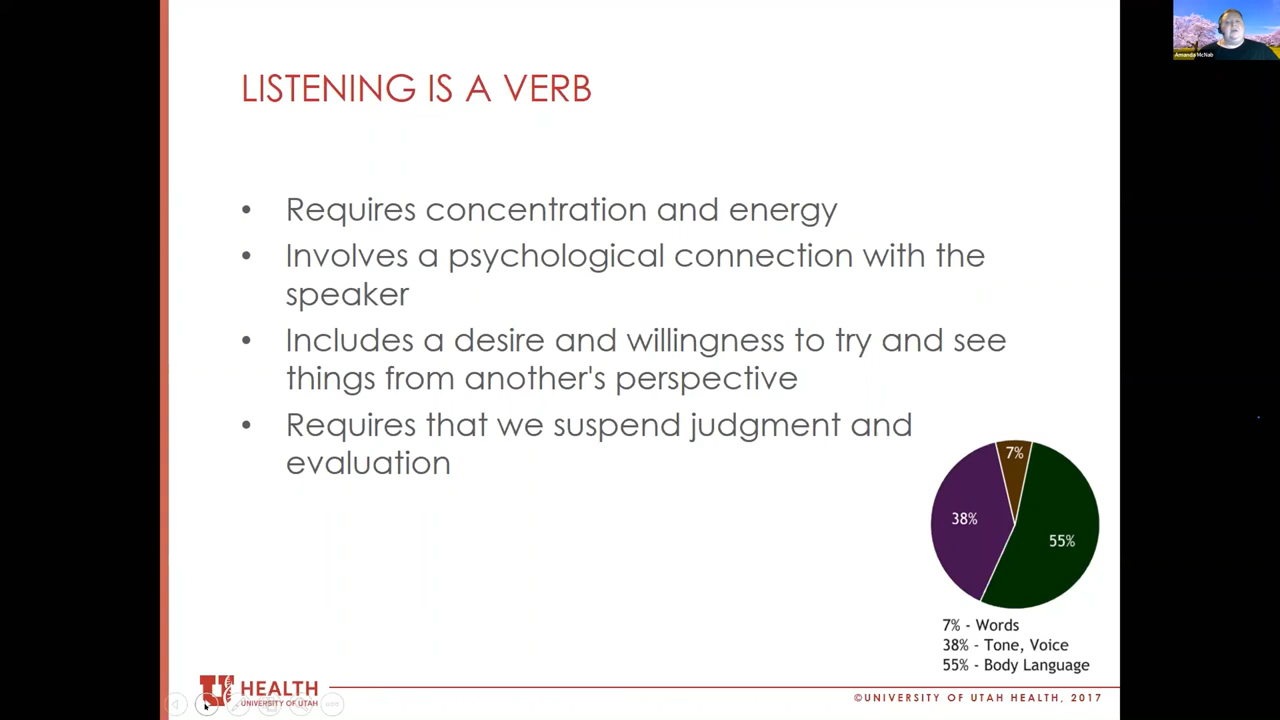 Amanda McNab
LISTENING IS A VERB
• Requires concentration and energy
• Involves a psychological connection with the
speaker
• Includes a desire and willingness to try and see
things from another's perspective
• Requires that we suspend judgment and
evaluation
7%
38%
55%
7% - Words
38% - Tone, Voice
55% - Body Language
U HEALTH
UNIVERSITY OF UTAH
©UNIVERSITY OF UTAH HEALTH, 2017